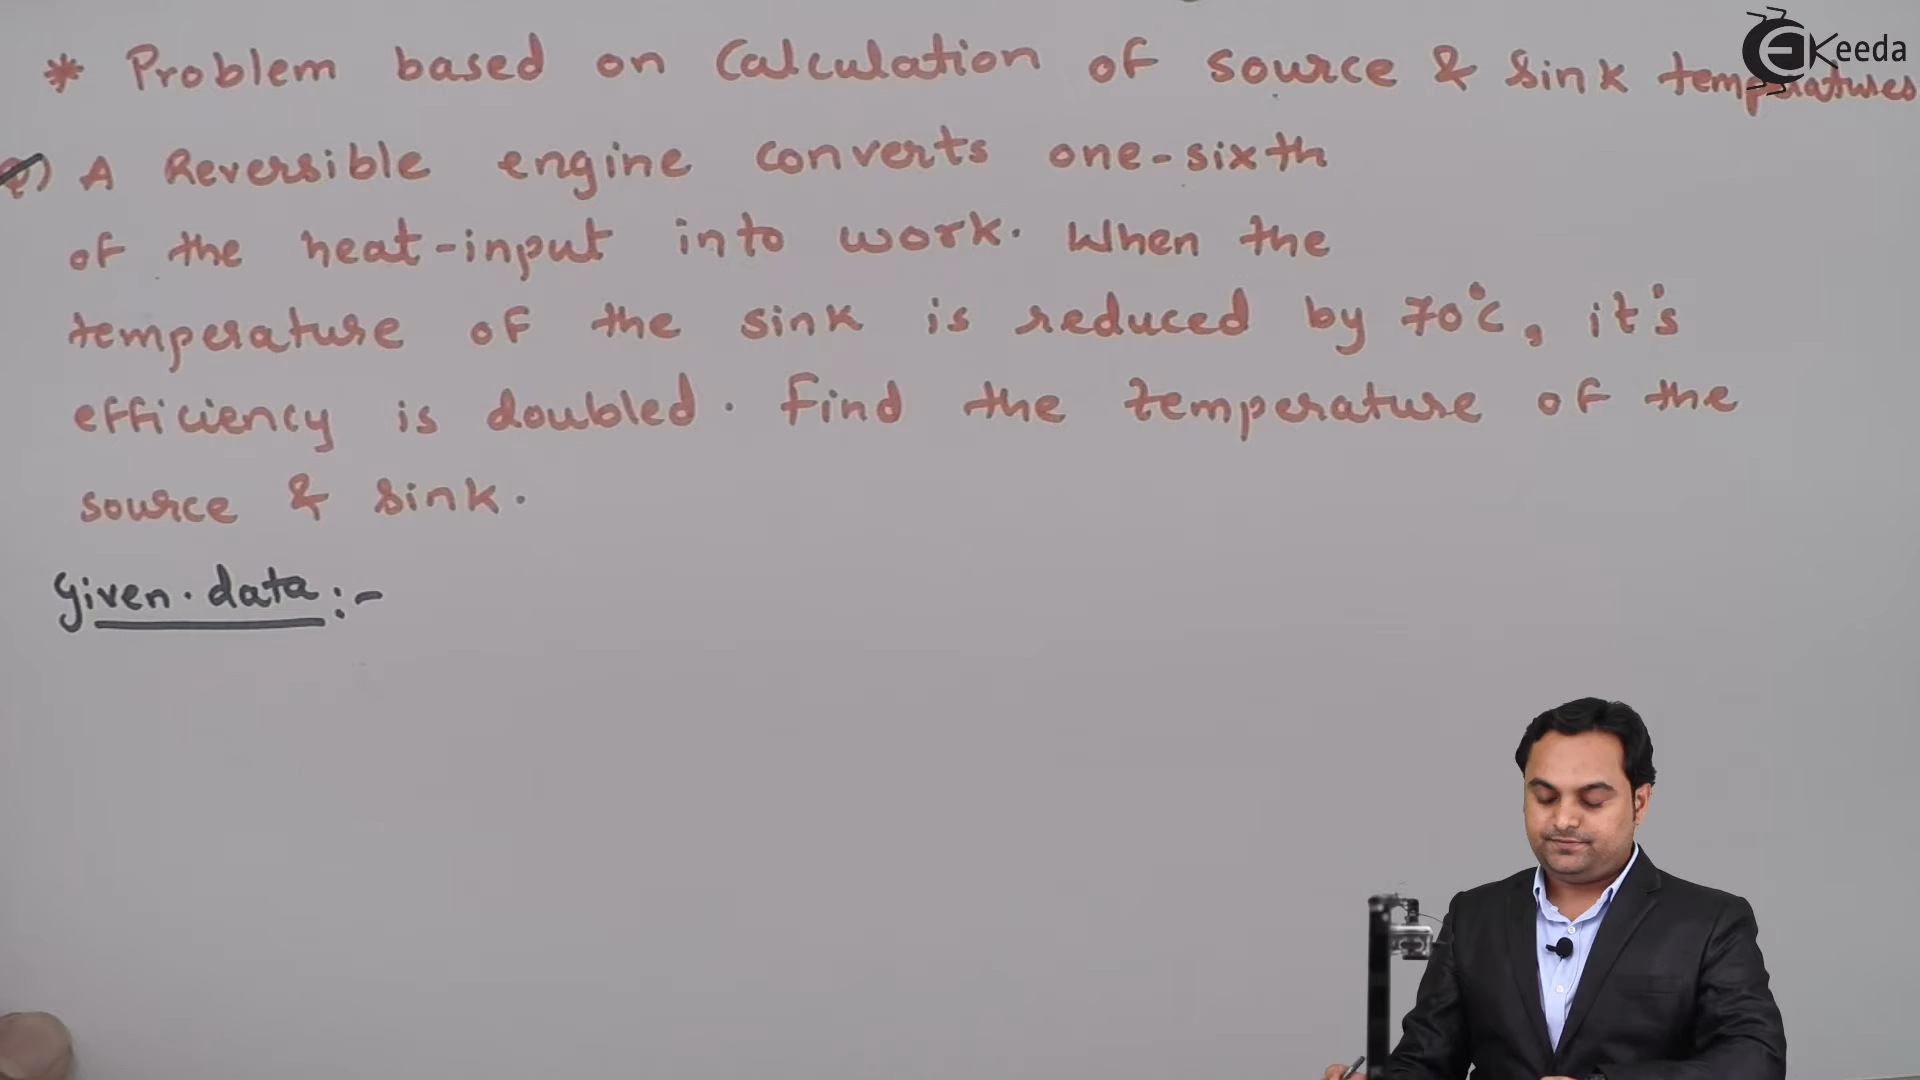 * Problem based on Calculation of source & sink temperatures
EKeeda
Q) A Reversible engine converts one-sixth
of the heat-input into work. When the
temperature of the sink is reduced by 70°c, it's
efficiency is doubled. Find the temperature of the
source & sink.
Given data:-